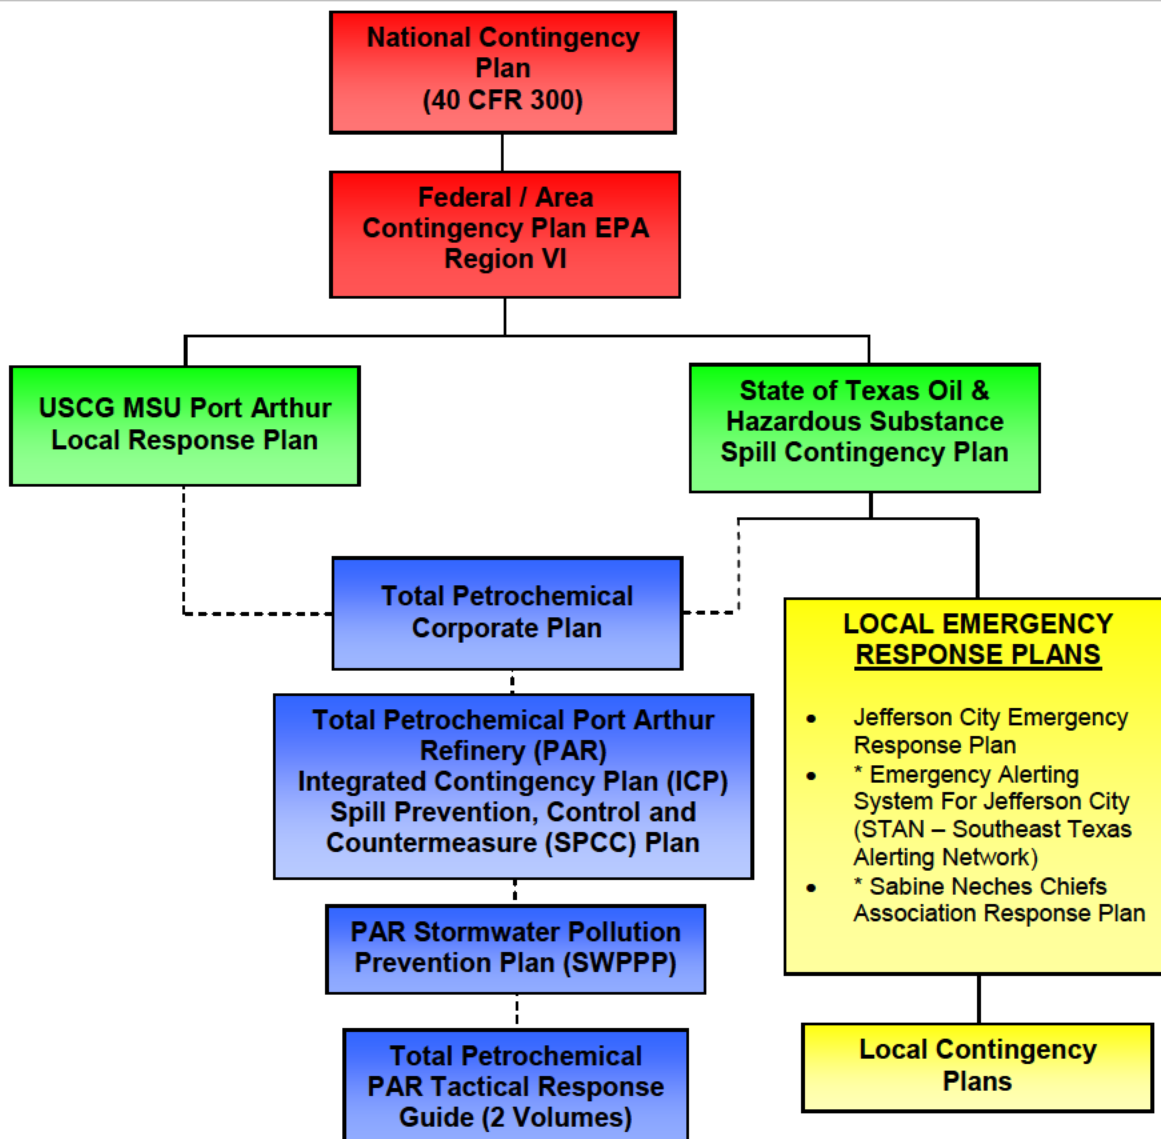 National Contingency
Plan
(40 CFR 300)
Federal / Area
Contingency Plan EPA
Region VI
USCG MSU Port Arthur
Local Response Plan
State of Texas Oil &
Hazardous Substance
Spill Contingency Plan
Total Petrochemical
Corporate Plan
LOCAL EMERGENCY
RESPONSE PLANS
• Jefferson City Emergency
Response Plan
• * Emergency Alerting
System For Jefferson City
(STAN – Southeast Texas
Alerting Network)
• * Sabine Neches Chiefs
Association Response Plan
Total Petrochemical Port Arthur
Refinery (PAR)
Integrated Contingency Plan (ICP)
Spill Prevention, Control and
Countermeasure (SPCC) Plan
PAR Stormwater Pollution
Prevention Plan (SWPPP)
Total Petrochemical
PAR Tactical Response
Guide (2 Volumes)
Local Contingency
Plans